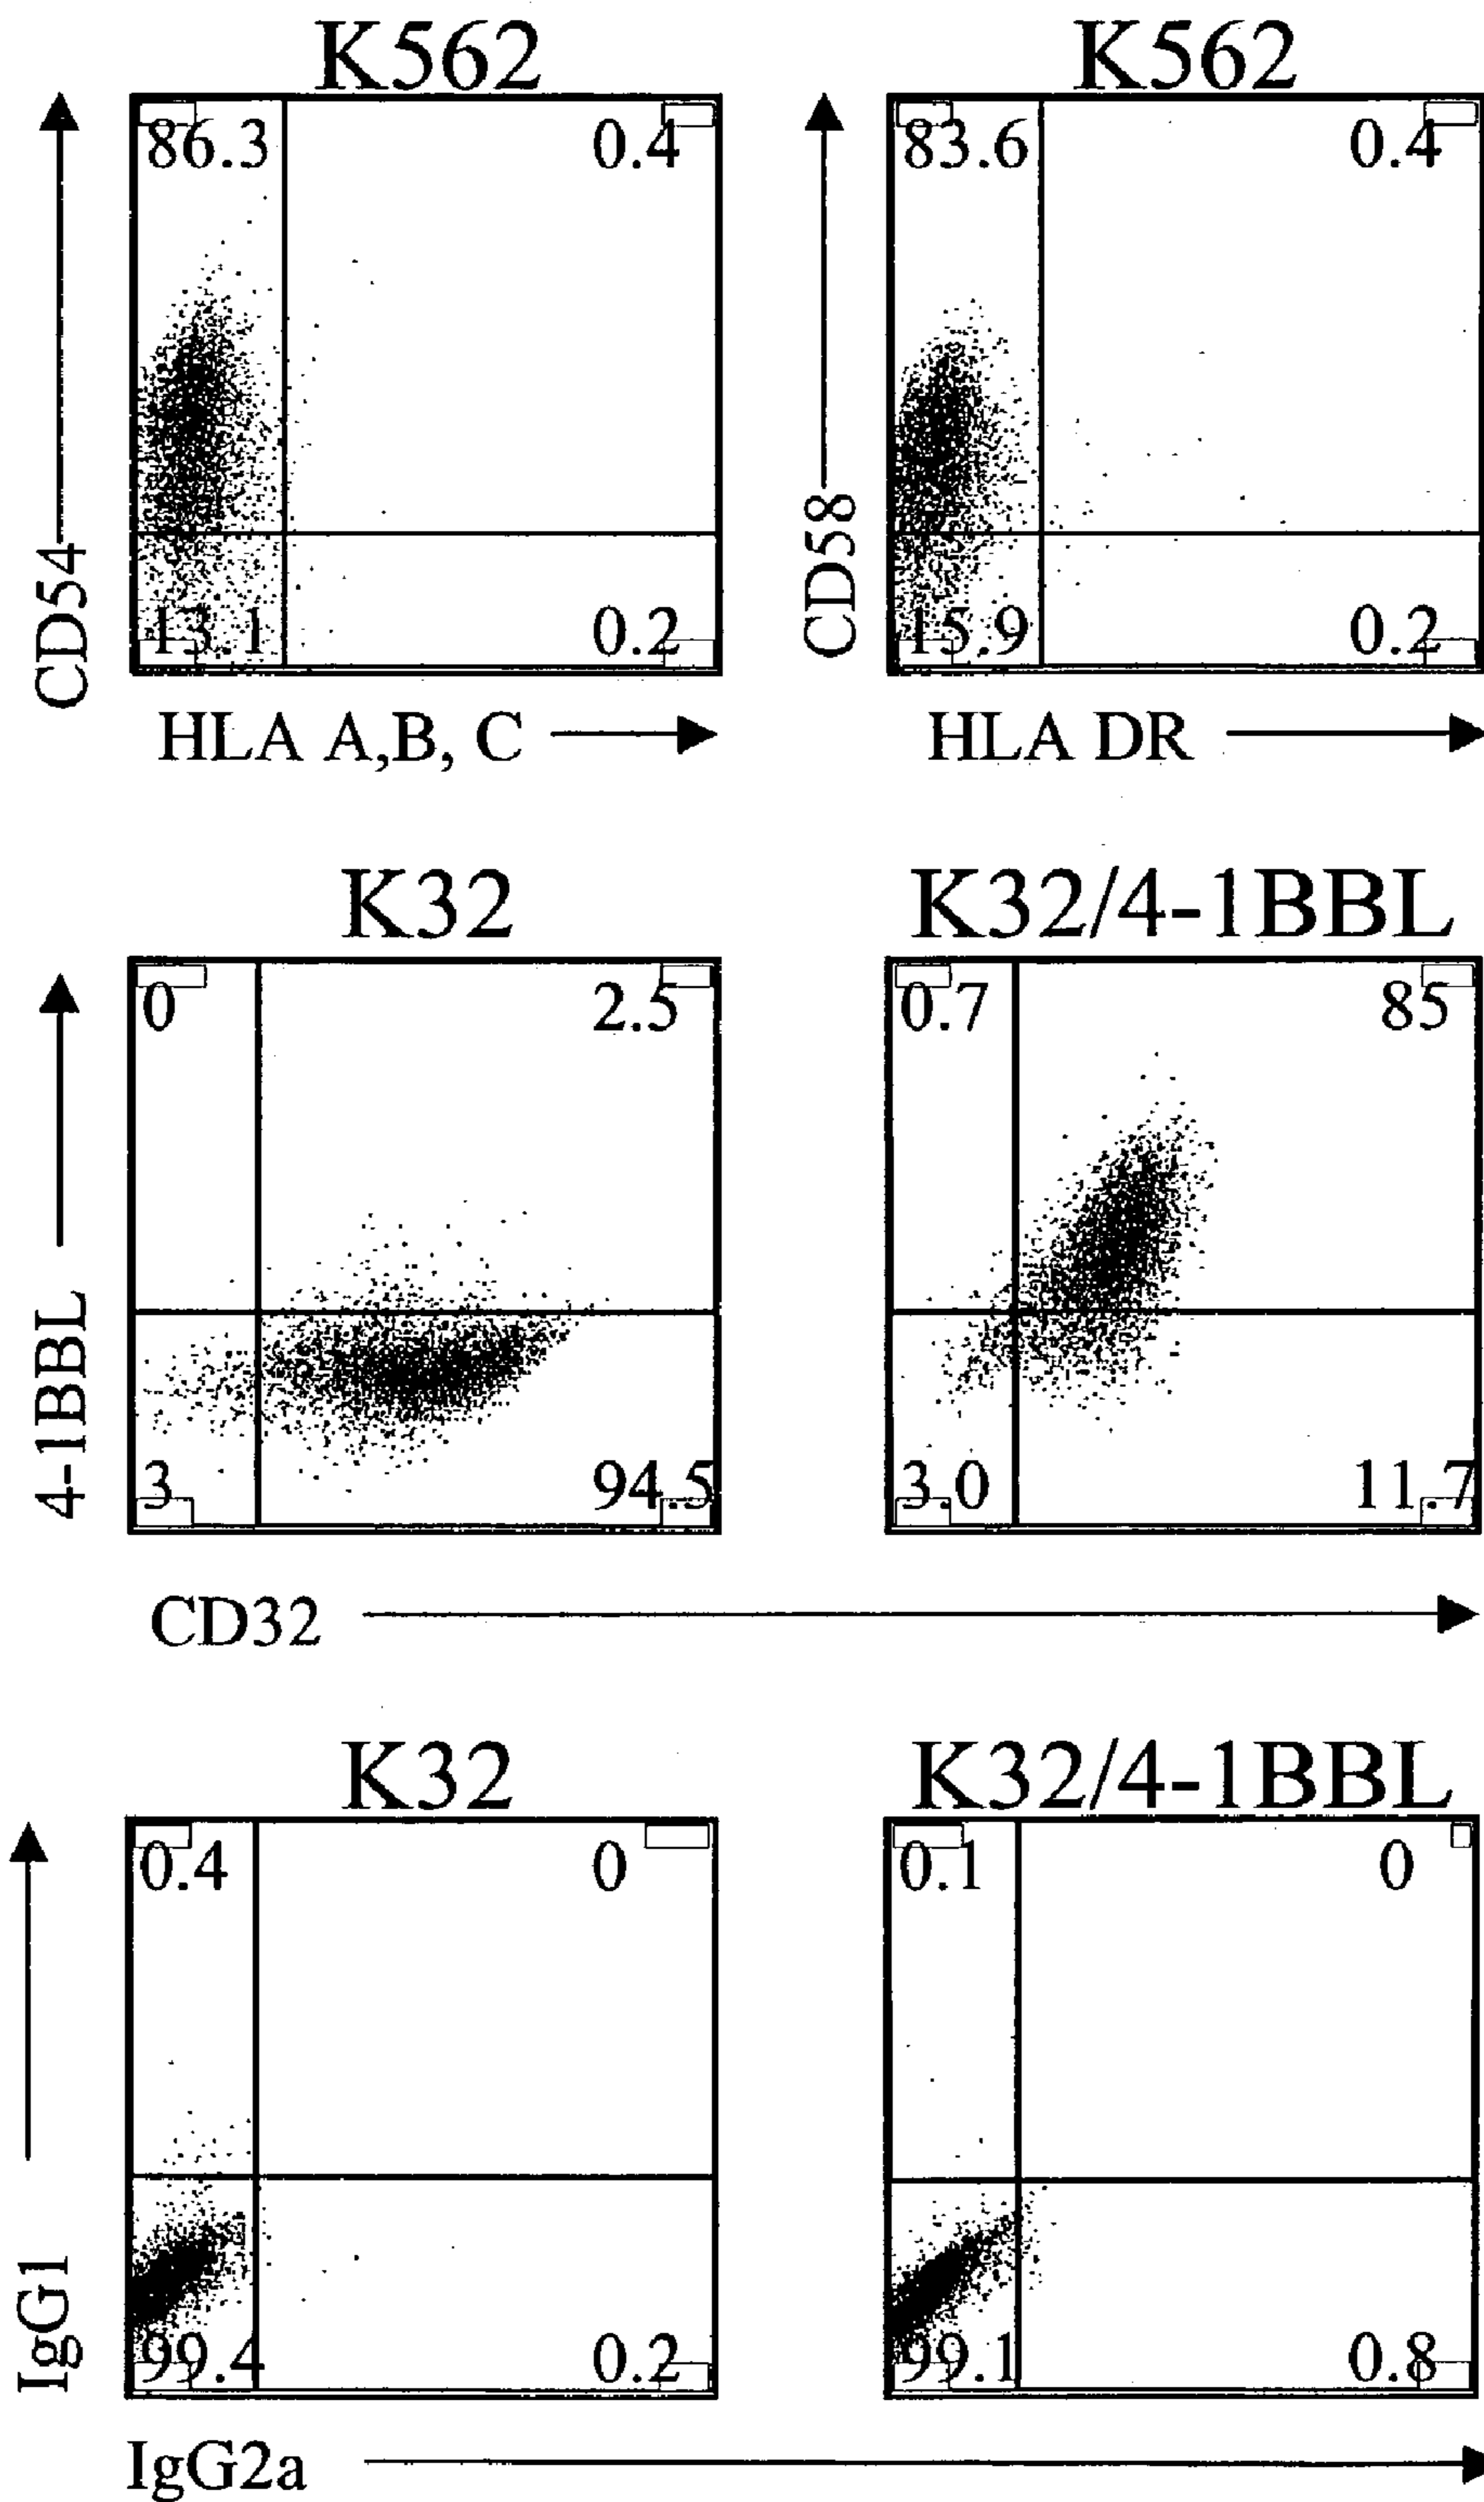 K562
K562
86.3
0.4
83.6
0.4
CD54
CD58
13.1
0.2
15.9
0.2
HLA A,B, C
HLA DR
K32
K32/4-1BBL
0
2.5
0.7
85
4-1BBL
3
94.5
3.0
11.7
CD32
K32
K32/4-1BBL
0.4
0
0.1
0
IgG1
99.4
0.2
99.1
0.8
IgG2a